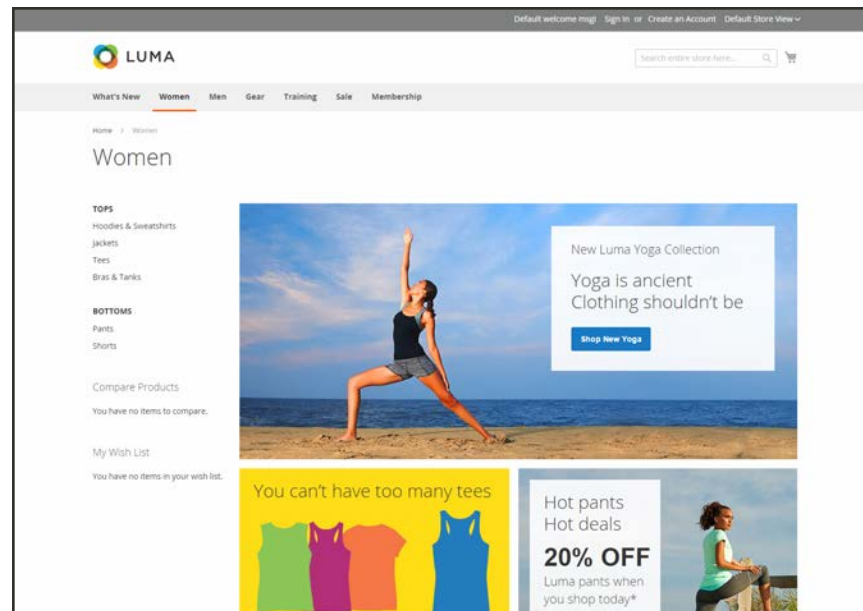 Default welcome msg! Sign In or Create an Account Default Store View
LUMA
Search entire store here...
What's New Women Men Gear Training Sale Membership
Home > Women
Women
TOPS
Hoodies & Sweatshirts
Jackets
Tees
Bras & Tanks
BOTTOMS
Pants
Shorts
Compare Products
You have no items to compare.
My Wish List
You have no items in your wish list.
New Luma Yoga Collection
Yoga is ancient
Clothing shouldn't be
Shop New Yoga
You can't have too many tees
Hot pants
Hot deals
20% OFF
Luma pants when
you shop today*